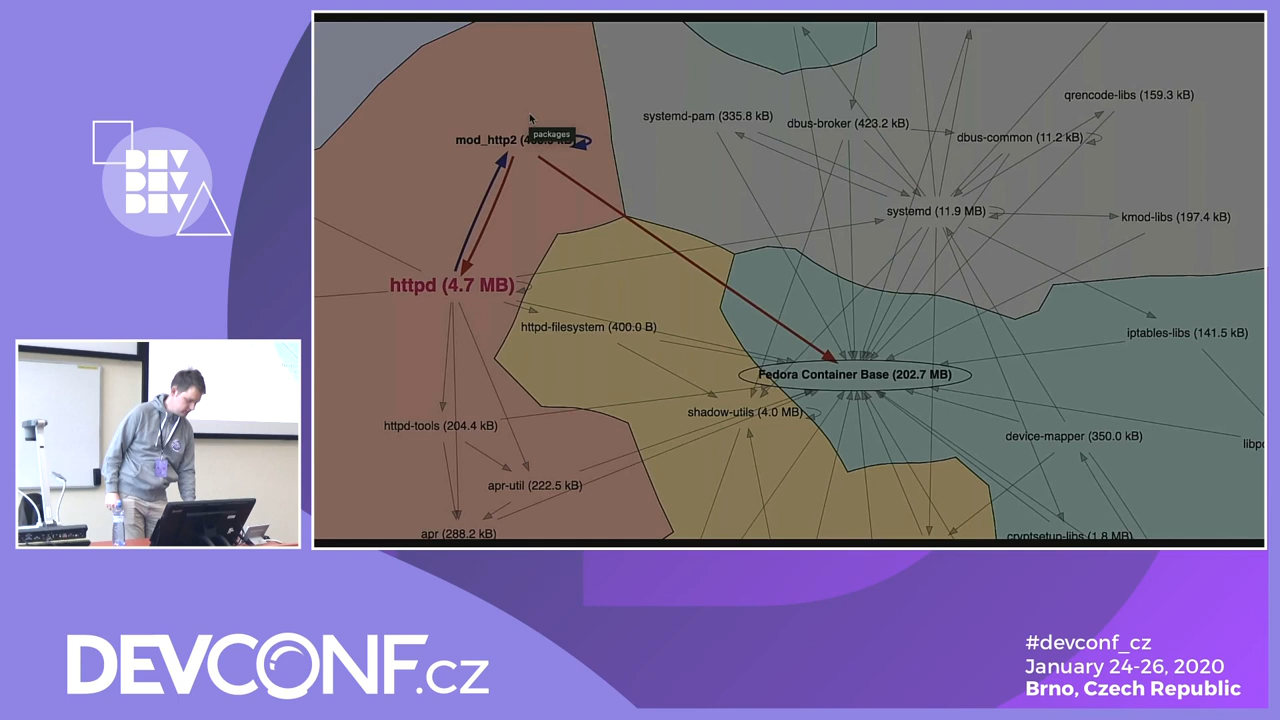 DEV
DEV
DEV
qrencode-libs (159.3 kB)
systemd-pam (335.8 kB)
dbus-broker (423.2 kB)
packages
mod_http2
dbus-common (11.2 kB)
systemd (11.9 MB)
kmod-libs (197.4 kB)
httpd (4.7 MB)
httpd-filesystem (400.0 B)
iptables-libs (141.5 kB)
Fedora Container Base (202.7 MB)
shadow-utils (4.0 MB)
httpd-tools (204.4 kB)
device-mapper (350.0 kB)
apr-util (222.5 kB)
apr (288.2 kB)
cryptsetup-libs (1.8 MB)
DEVCONF.cz
#devconf_cz
January 24-26, 2020
Brno, Czech Republic